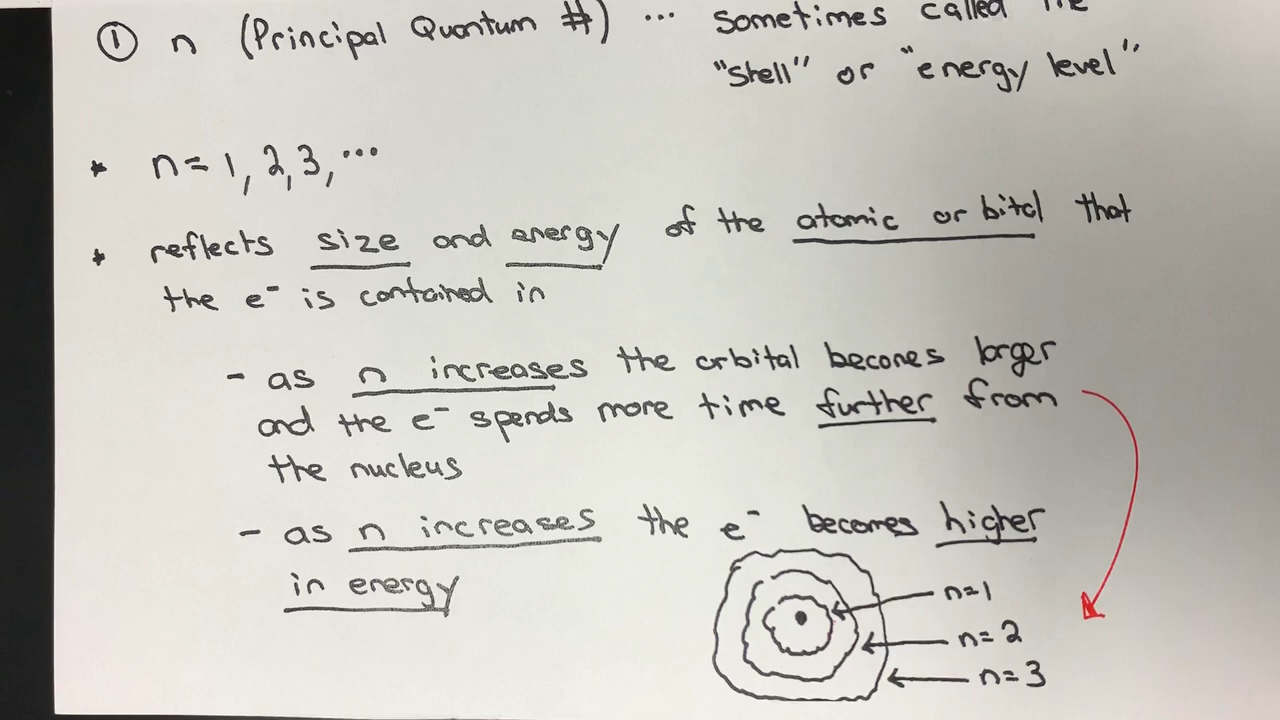 ① n (Principal Quantum #) ... sometimes called the
"shell" or "energy level"
* n = 1, 2, 3, ...
* reflects size and energy of the atomic orbital that
the e⁻ is contained in
- as n increases the orbital becomes larger
and the e⁻ spends more time further from
the nucleus
- as n increases the e⁻ becomes higher
in energy
n=1
n=2
n=3